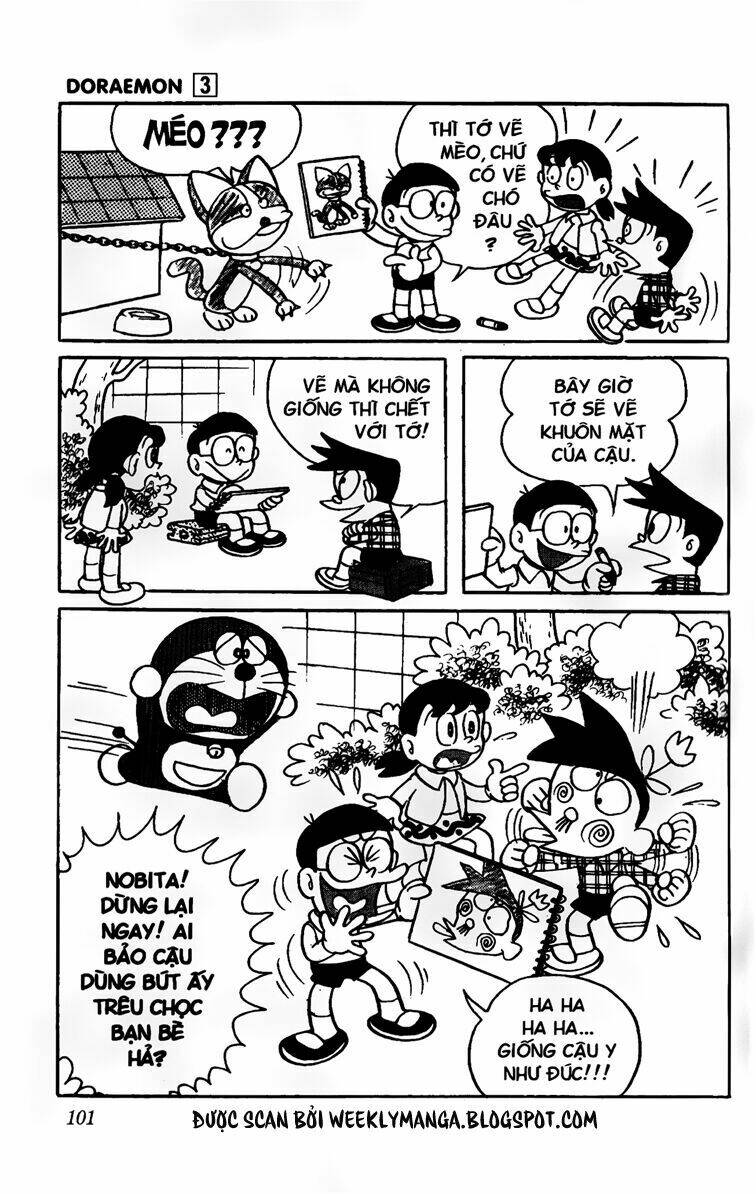 DORAEMON 3
MÉO ???
THÌ TỚ VẼ
MÈO, CHỨ
CÓ VẼ
CHÓ
ĐÂU
?
VẼ MÀ KHÔNG
GIỐNG THÌ CHẾT
VỚI TỚ!
BÂY GIỜ
TỚ SẼ VẼ
KHUÔN MẶT
CỦA CẬU.
NOBITA!
DỪNG LẠI
NGAY! AI
BẢO CẬU
DÙNG BÚT ẤY
TRÊU CHỌC
BẠN BÈ
HẢ?
HA HA
HA HA...
GIỐNG CẬU Y
NHƯ ĐÚC!!!
101
ĐƯỢC SCAN BỞI WEEKLYMANGA.BLOGSPOT.COM